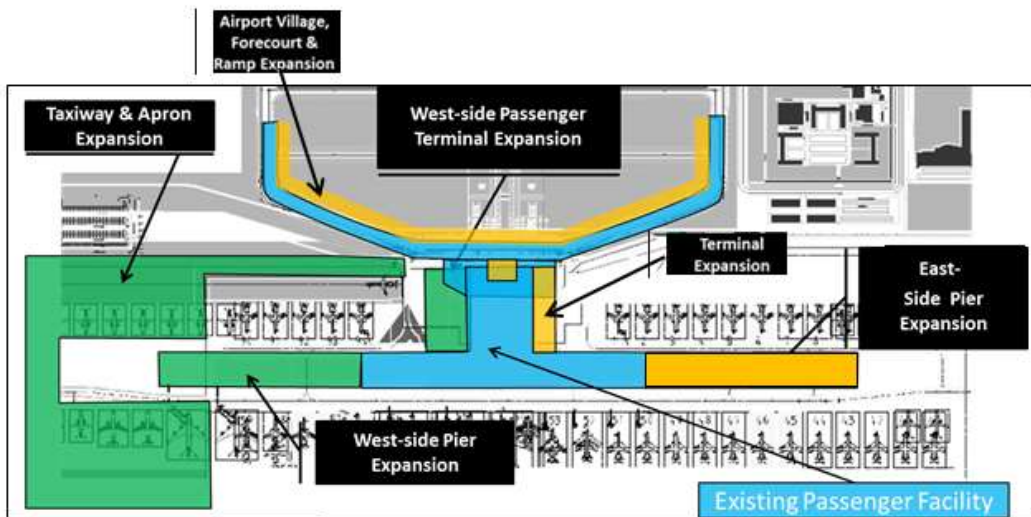 Airport Village,
Forecourt &
Ramp Expansion
Taxiway & Apron
Expansion
West-side Passenger
Terminal Expansion
Terminal
Expansion
East-
Side Pier
Expansion
West-side Pier
Expansion
Existing Passenger Facility